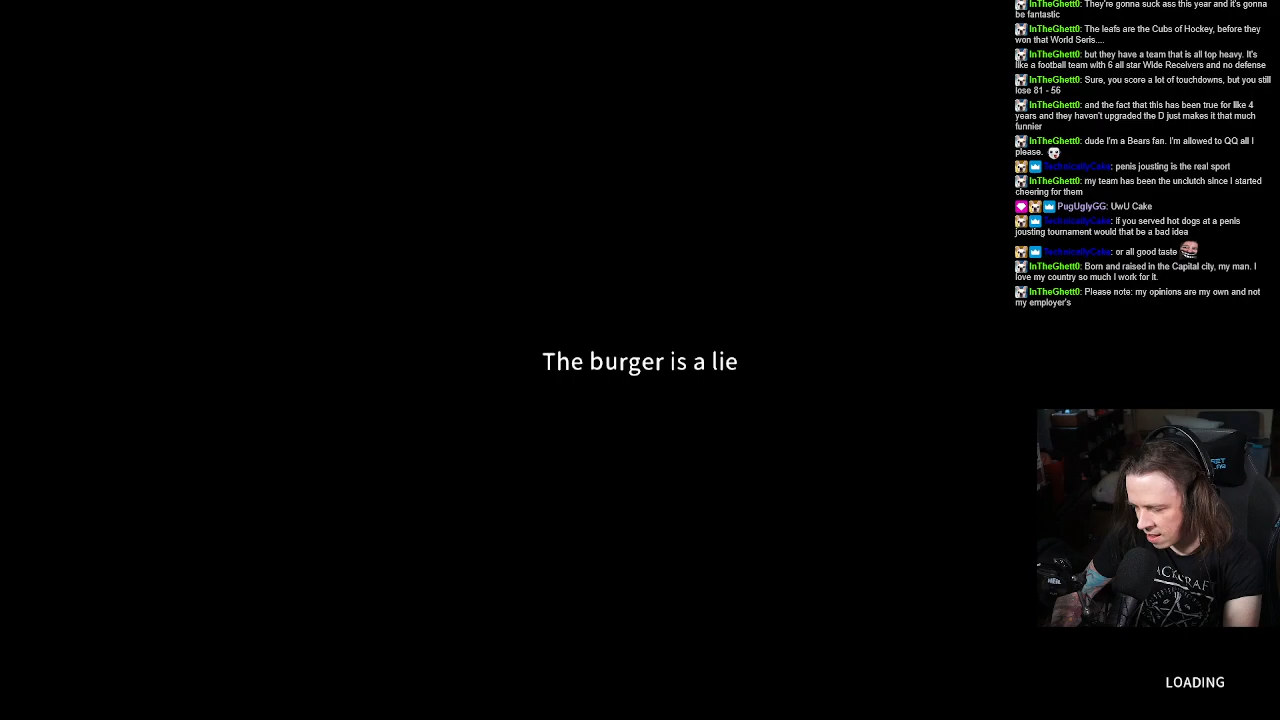 InTheGhett0: They're gonna suck ass this year and it's gonna
be fantastic
InTheGhett0: The leafs are the Cubs of Hockey, before they
won that World Seris....
InTheGhett0: but they have a team that is all top heavy. It's
like a football team with 6 all star Wide Receivers and no defense
InTheGhett0: Sure, you score a lot of touchdowns, but you still
lose 81 - 56
InTheGhett0: and the fact that this has been true for like 4
years and they haven't upgraded the D just makes it that much
funnier
InTheGhett0: dude I'm a Bears fan. I'm allowed to QQ all I
please.
TechnicallyCake: penis jousting is the real sport
InTheGhett0: my team has been the unclutch since I started
cheering for them
PugUglyGG: UwU Cake
TechnicallyCake: if you served hot dogs at a penis
jousting tournament would that be a bad idea
TechnicallyCake: or all good taste
InTheGhett0: Born and raised in the Capital city, my man. I
love my country so much I work for it.
InTheGhett0: Please note: my opinions are my own and not
my employer's
The burger is a lie
LOADING